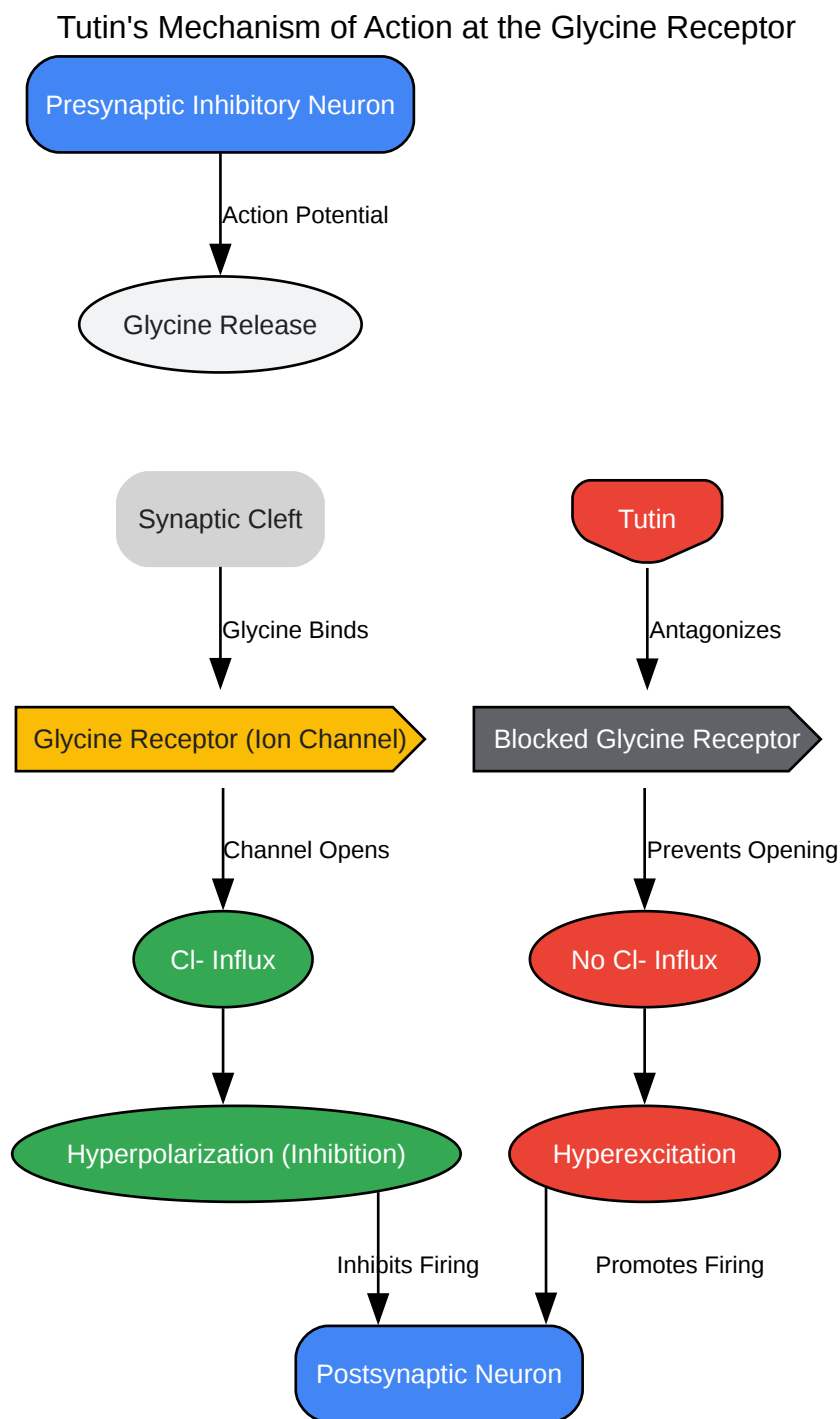 Tutin's Mechanism of Action at the Glycine Receptor
Presynaptic Inhibitory Neuron
Action Potential
Glycine Release
Synaptic Cleft
Tutin
Glycine Binds
Antagonizes
Glycine Receptor (Ion Channel)
Blocked Glycine Receptor
Channel Opens
Prevents Opening
Cl- Influx
No Cl- Influx
Hyperpolarization (Inhibition)
Hyperexcitation
Inhibits Firing
Promotes Firing
Postsynaptic Neuron